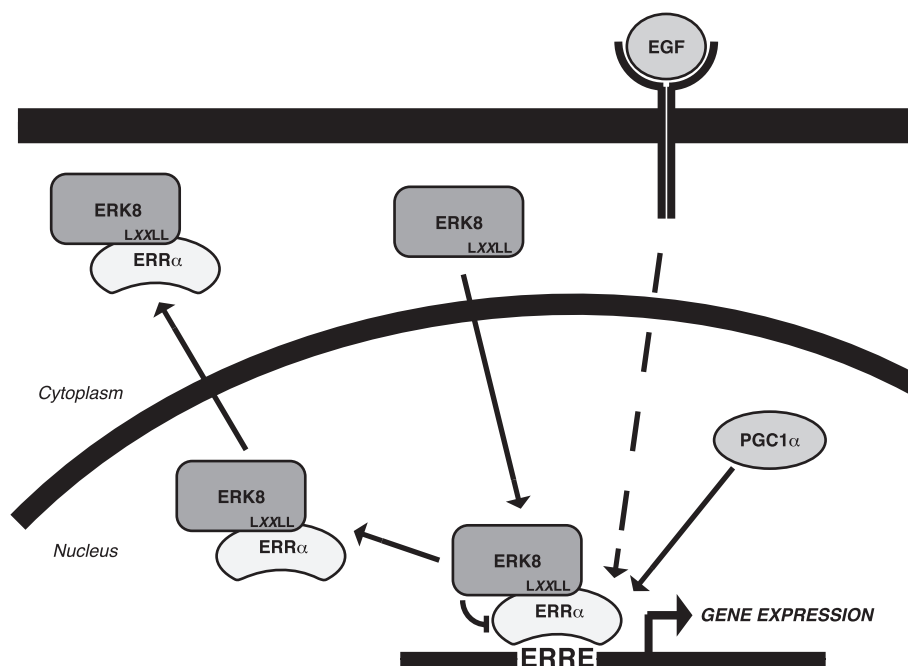 EGF
ERK8
LXXLL
ERRα
ERK8
LXXLL
Cytoplasm
PGC1α
ERK8
LXXLL
ERRα
Nucleus
ERK8
LXXLL
ERRα
GENE EXPRESSION
ERRE